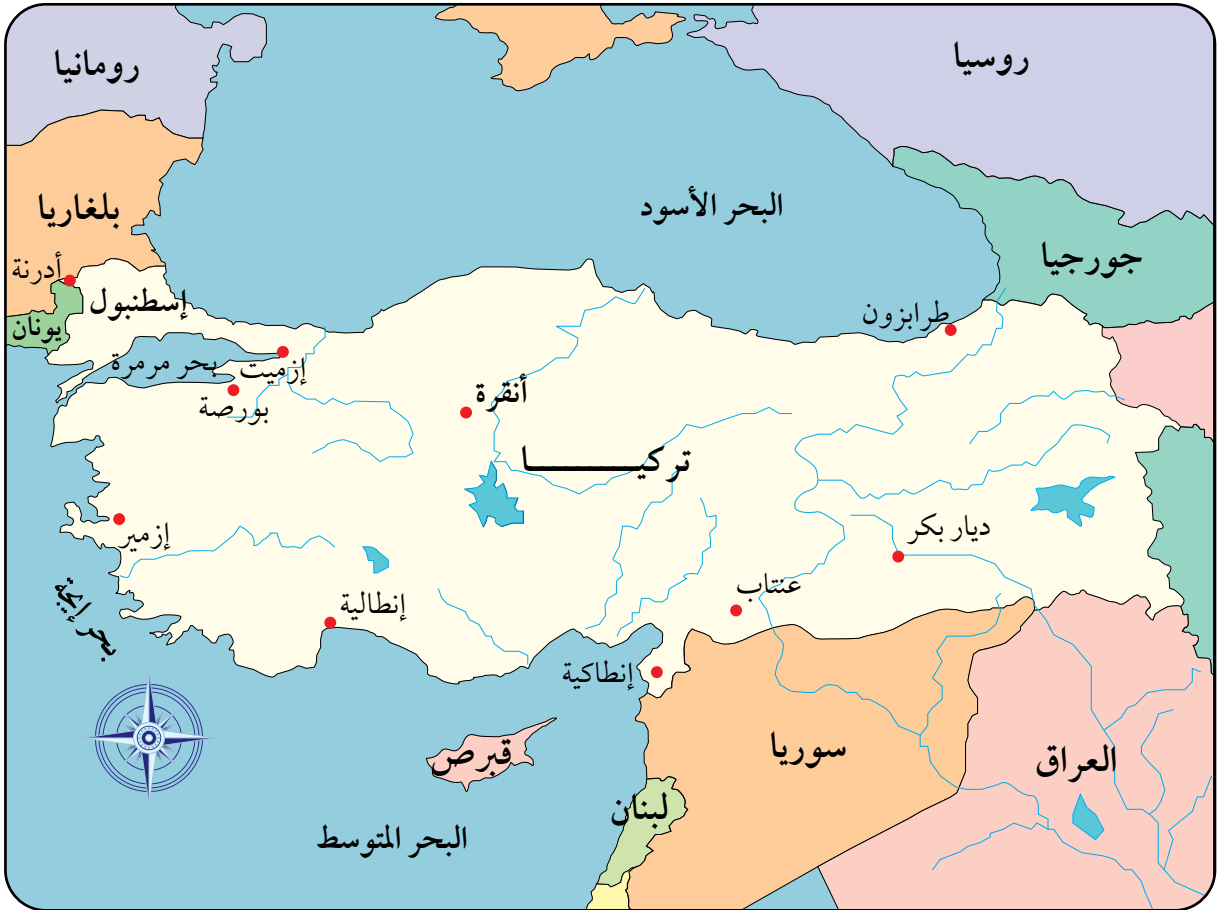 روسيا
رومانيا
البحر الأسود
بلغاريا
جورجيا
أدرنة
إسطنبول
طرابزون
يونان
بحر مرمرة
إزميت
أنقرة
بورصة
تركيـــــــا
ديار بكر
إزمير
عنتاب
إنطالية
بحر إيجة
إنطاكية
سوريا
قبرص
العراق
لبنان
البحر المتوسط